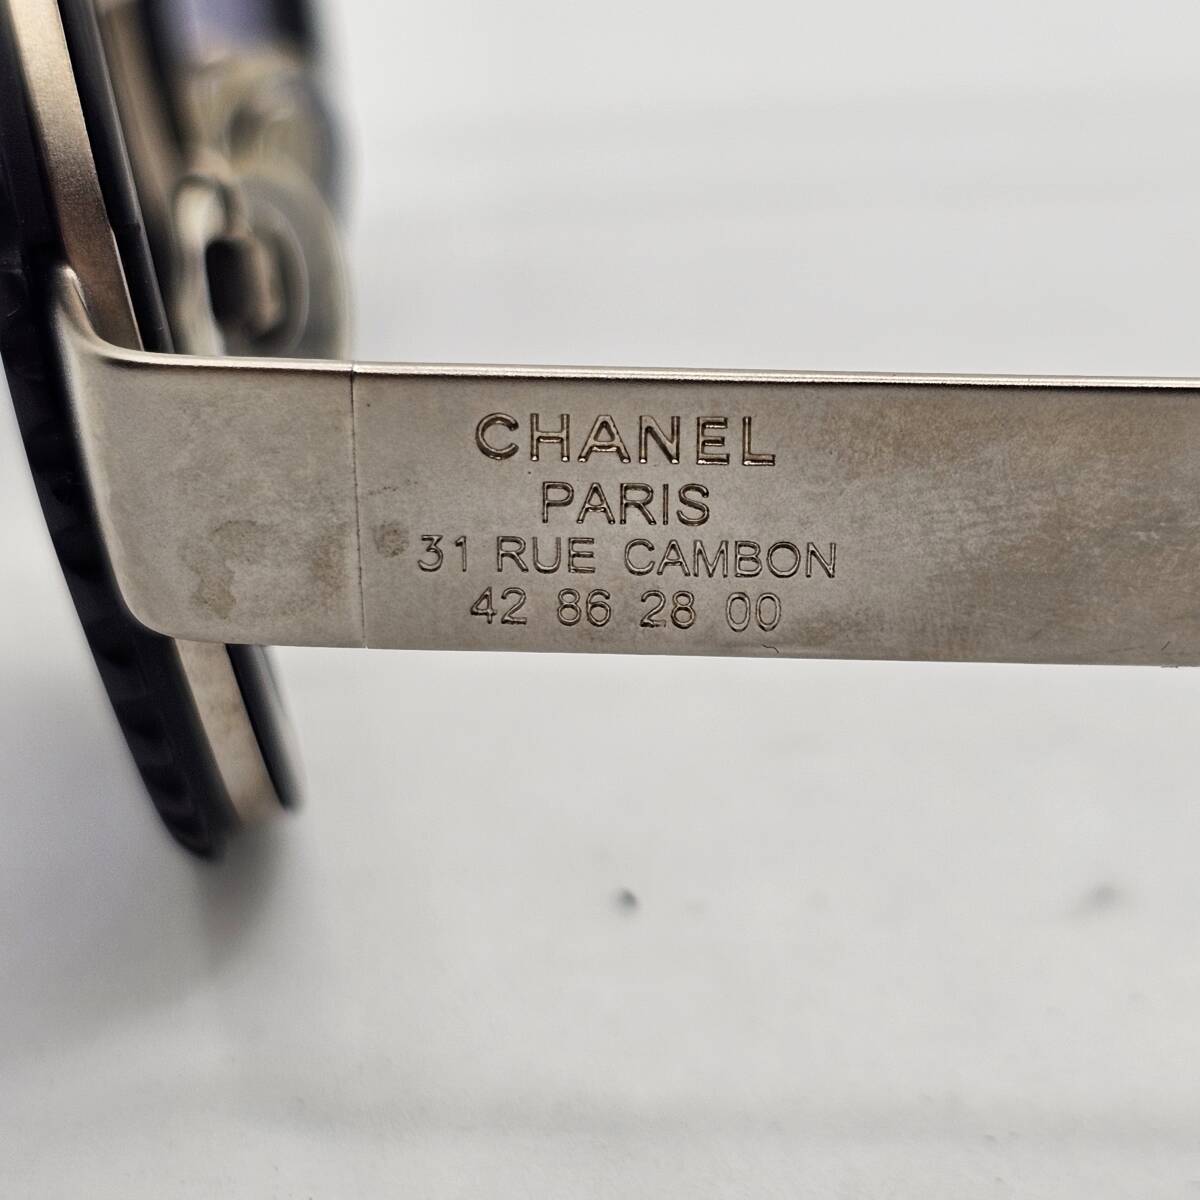 CHANEL
PARIS
31 RUE CAMBON
42 86 28 00